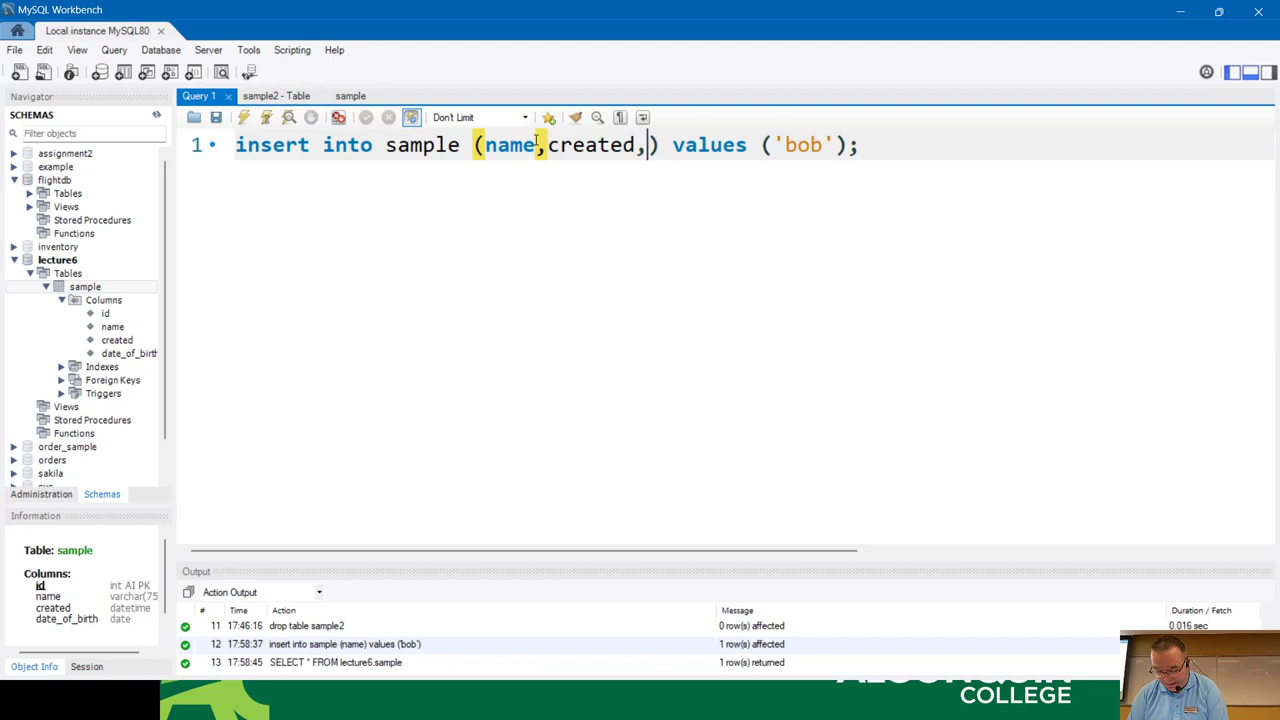 MySQL Workbench
Local instance MySQL80
File Edit View Query Database Server Tools Scripting Help
Navigator
SCHEMAS
Filter objects
assignment2
example
flightdb
Tables
Views
Stored Procedures
Functions
inventory
lecture6
Tables
sample
Columns
id
name
created
date_of_birth
Indexes
Foreign Keys
Triggers
Views
Stored Procedures
Functions
order_sample
orders
sakila
Administration Schemas
Information
Table: sample
Columns:
id int AI PK
name varchar(75
created datetime
date_of_birth date
Object Info Session
Query 1 sample2 - Table sample
Don't Limit
1 insert into sample (name,created,) values ('bob');
Output
Action Output
# Time Action Message Duration / Fetch
11 17:46:16 drop table sample2 0 row(s) affected 0.016 sec
12 17:58:37 insert into sample (name) values ('bob') 1 row(s) affected
13 17:58:45 SELECT * FROM lecture6.sample 1 row(s) returned
COLLEGE